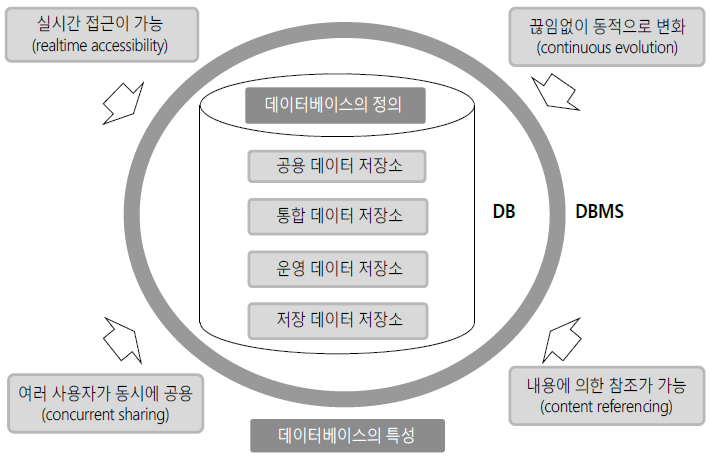 실시간 접근이 가능
(realtime accessibility)
끊임없이 동적으로 변화
(continuous evolution)
데이터베이스의 정의
공용 데이터 저장소
통합 데이터 저장소
DB
DBMS
운영 데이터 저장소
저장 데이터 저장소
여러 사용자가 동시에 공용
(concurrent sharing)
내용에 의한 참조가 가능
(content referencing)
데이터베이스의 특성